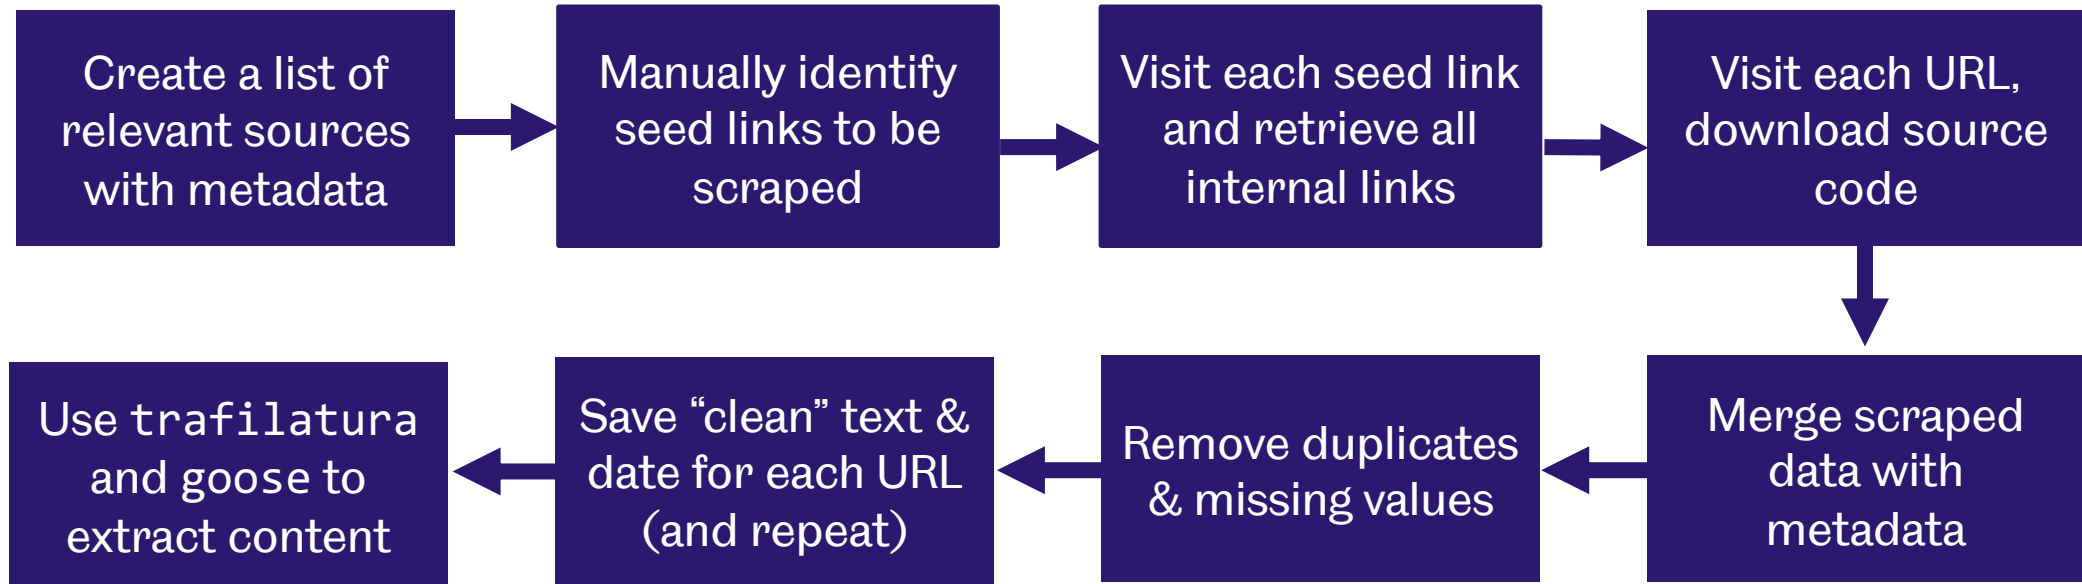 Create a list of
relevant sources
with metadata
Manually identify
seed links to be
scraped
Visit each seed link
and retrieve all
internal links
Visit each URL,
download source
code
Merge scraped
data with
metadata
Remove duplicates
& missing values
Save “clean” text &
date for each URL
(and repeat)
Use trafilatura
and goose to
extract content